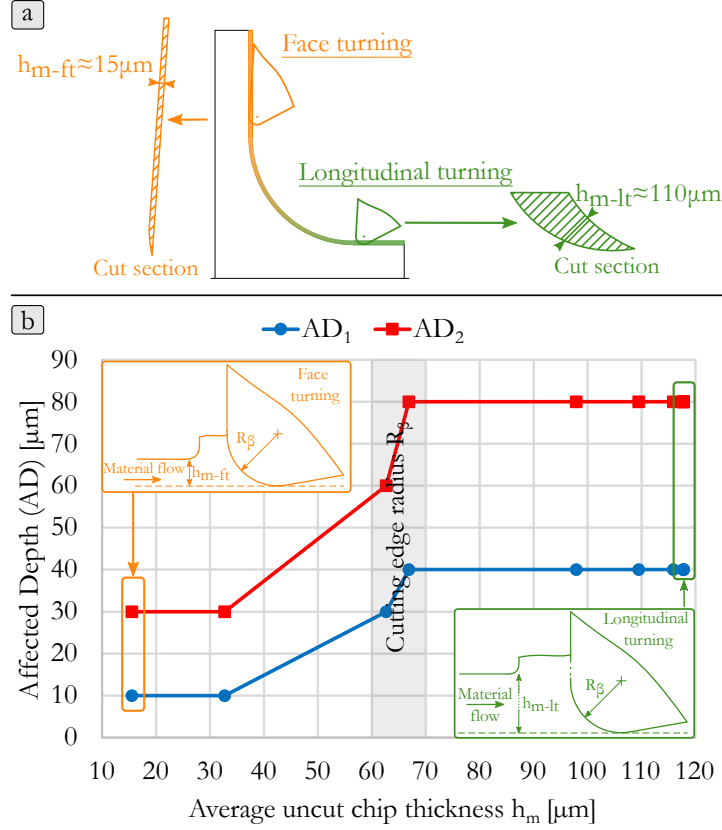 a
Face turning
hm-ft≈15μm
Longitudinal turning
hm-lt≈110μm
Cut section
Cut section
b
AD1
AD2
90
80
70
60
50
40
30
20
10
0
Affected Depth (AD) [μm]
Face
turning
Rβ
Material flow
hm-ft
Cutting edge radius Rβ
Longitudinal
turning
Rβ
Material
flow
hm-lt
10 20 30 40 50 60 70 80 90 100 110 120
Average uncut chip thickness hm [μm]